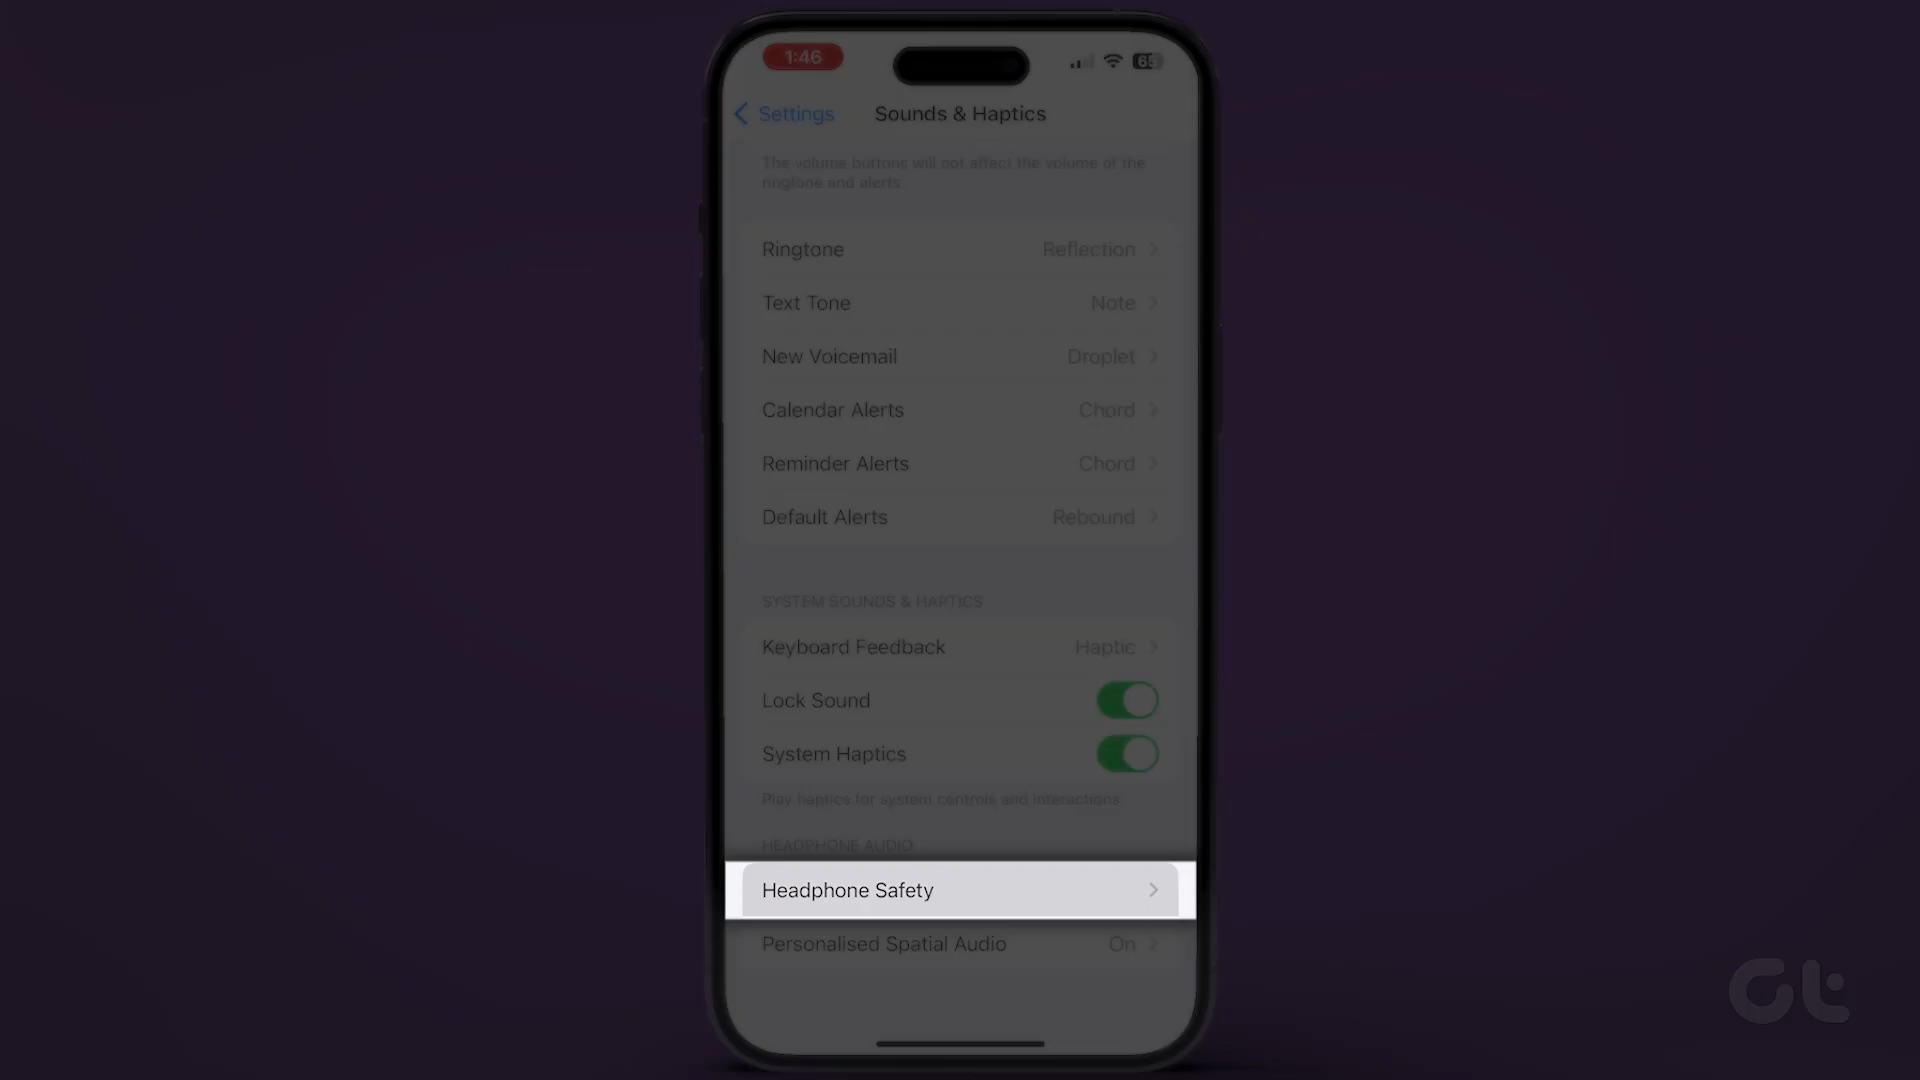 1:46
65
Settings
Sounds & Haptics
The volume buttons will not affect the volume of the
ringtone and alerts.
Ringtone
Reflection
Text Tone
Note
New Voicemail
Droplet
Calendar Alerts
Chord
Reminder Alerts
Chord
Default Alerts
Rebound
SYSTEM SOUNDS & HAPTICS
Keyboard Feedback
Haptic
Lock Sound
System Haptics
Play haptics for system controls and interactions.
HEADPHONE AUDIO
Headphone Safety
Personalised Spatial Audio
On
Gt